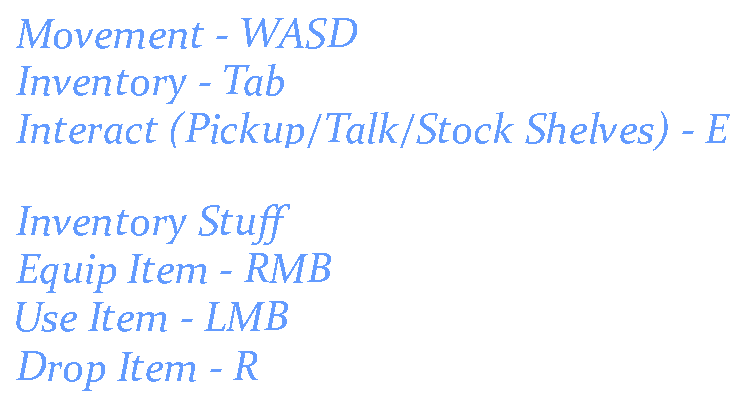 Movement - WASD
Inventory - Tab
Interact (Pickup/Talk/Stock Shelves) - E
Inventory Stuff
Equip Item - RMB
Use Item - LMB
Drop Item - R